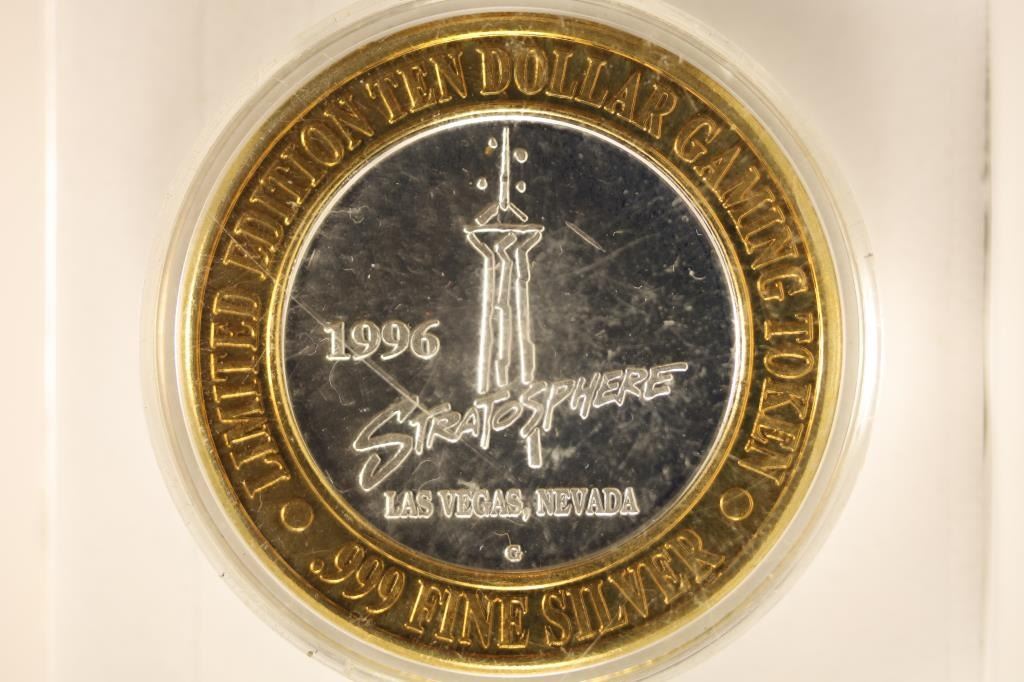 LIMITED EDITION TEN DOLLAR GAMING TOKEN
1996
STRATOSPHERE
LAS VEGAS, NEVADA
G
.999 FINE SILVER